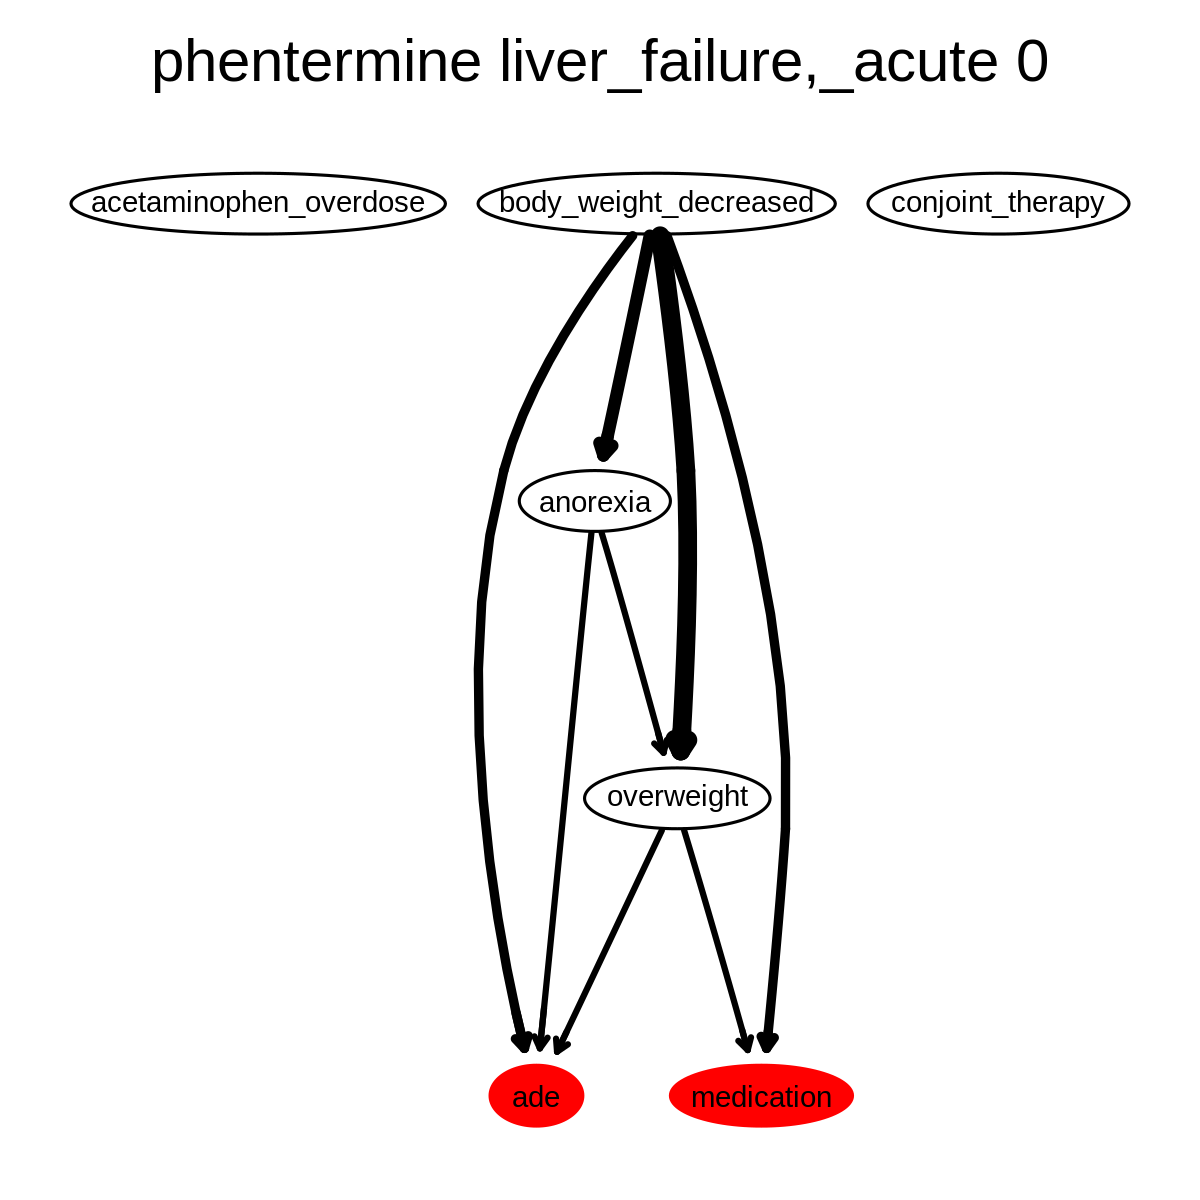 phentermine liver_failure,_acute 0
acetaminophen_overdose
body_weight_decreased
conjoint_therapy
anorexia
overweight
ade
medication